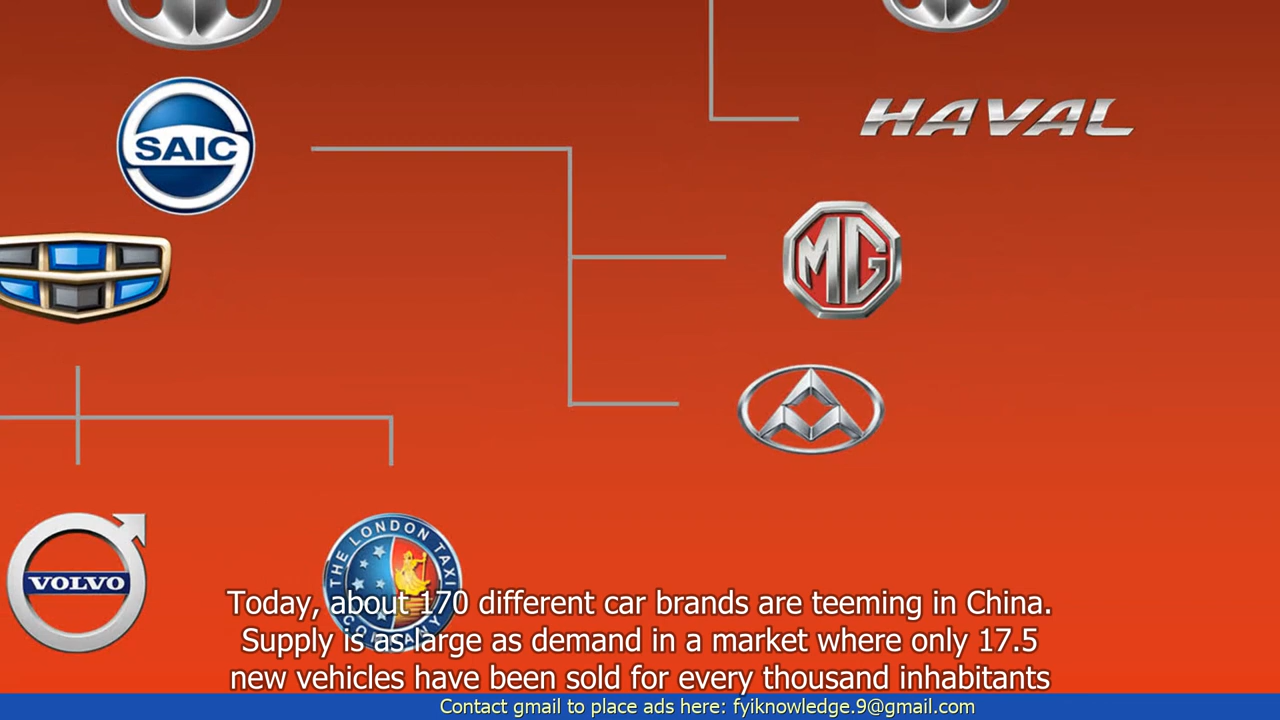 SAIC
HAVAL
MG
VOLVO
THE LONDON TAXI
COMPANY
Today, about 170 different car brands are teeming in China.
Supply is as large as demand in a market where only 17.5
new vehicles have been sold for every thousand inhabitants
Contact gmail to place ads here: fyiknowledge.9@gmail.com